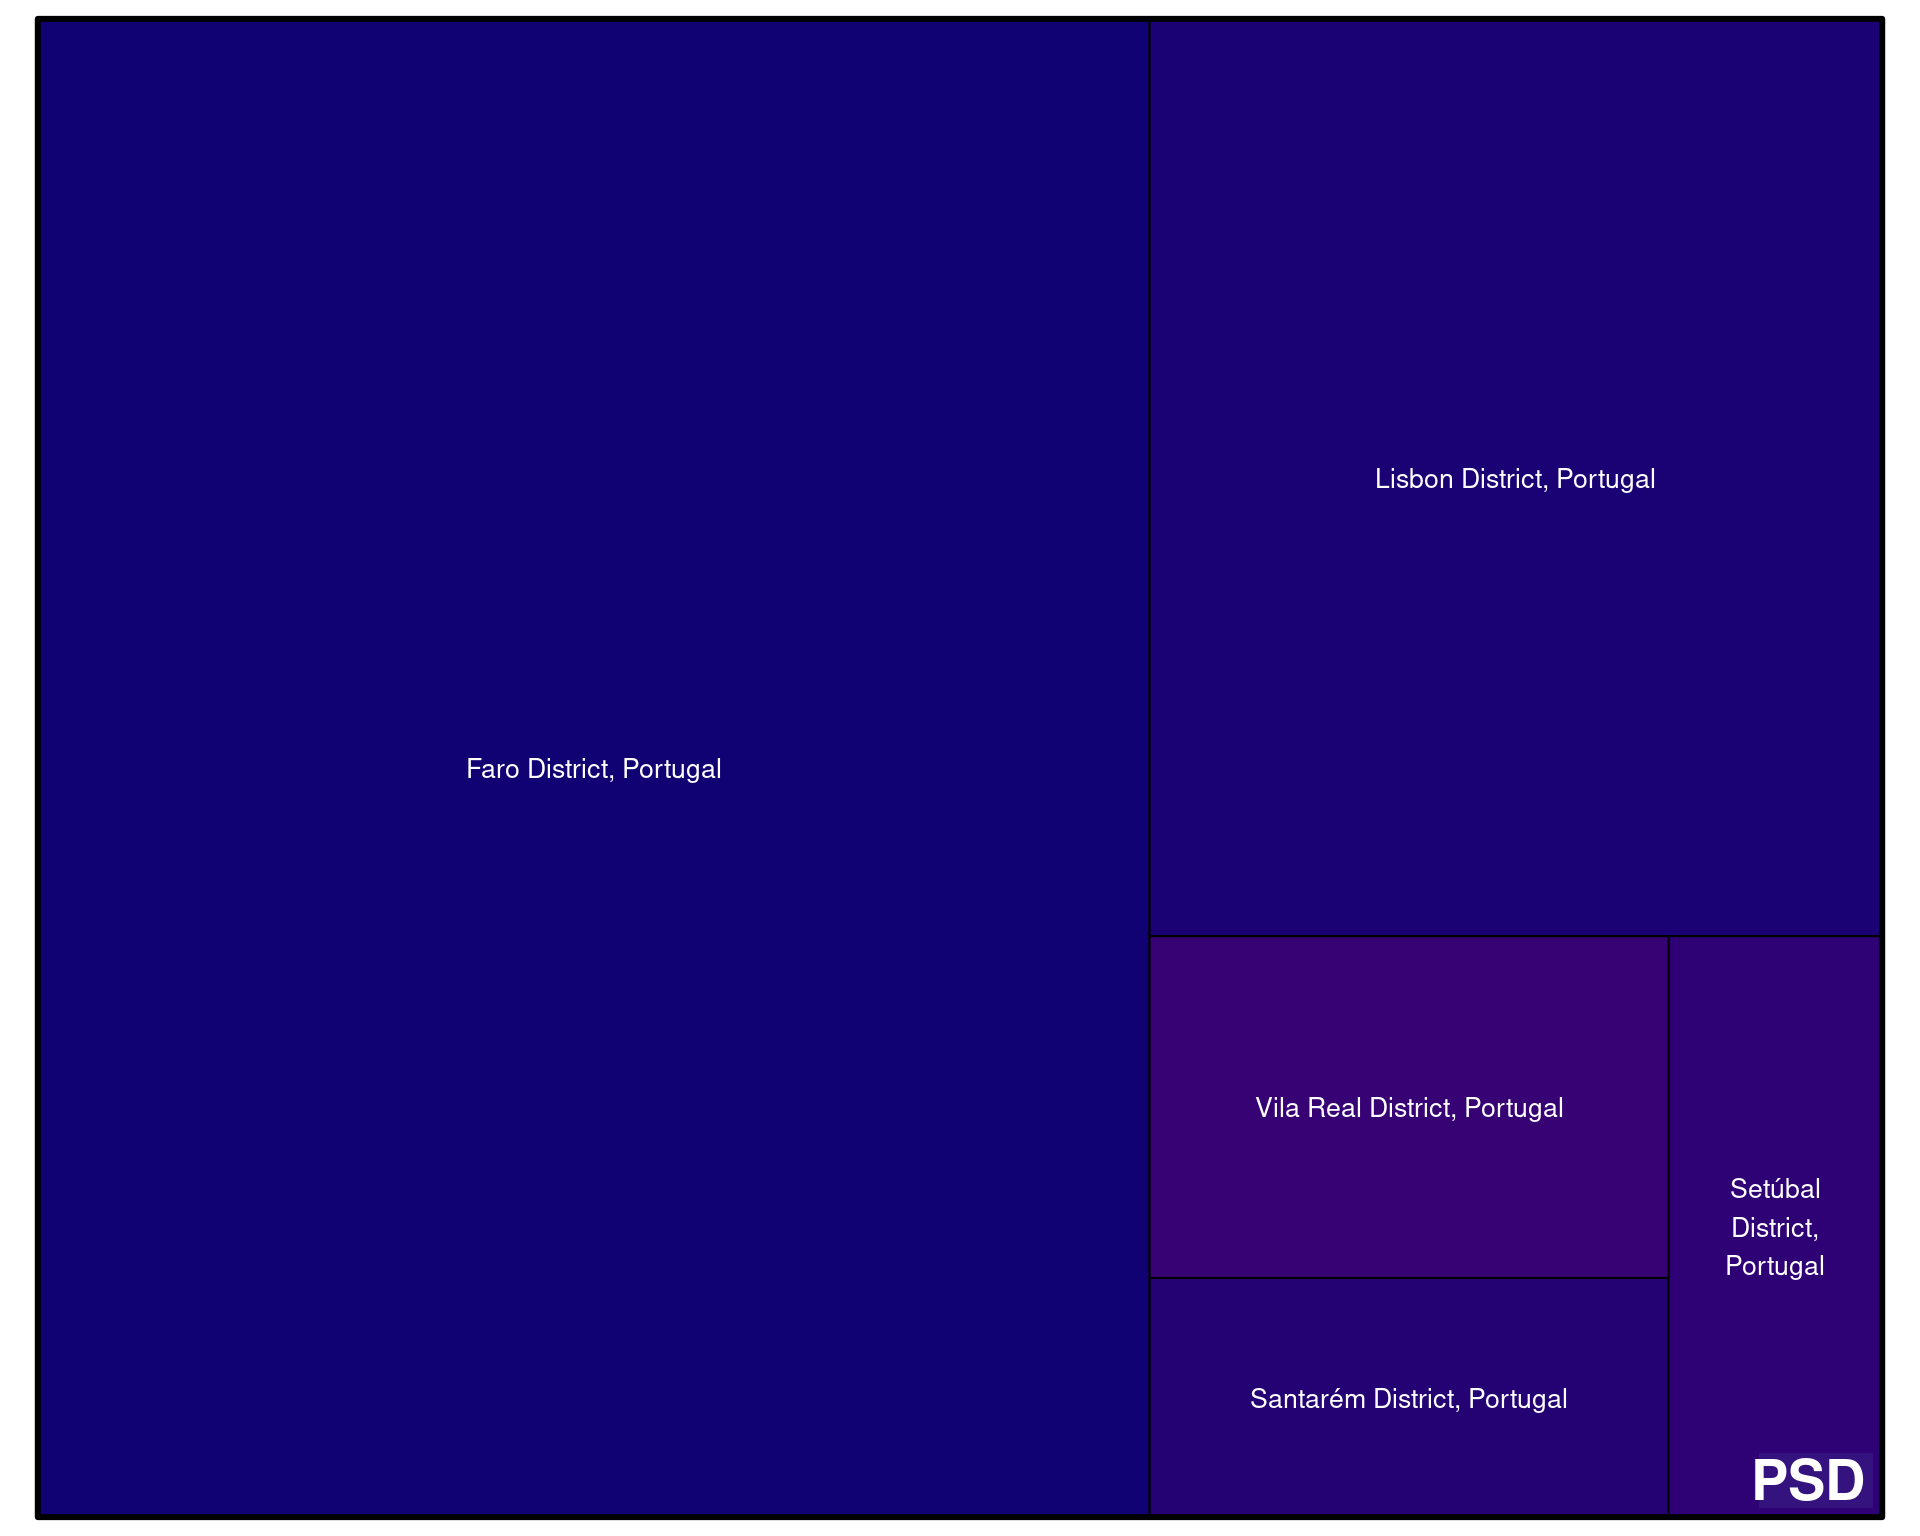 Faro District, Portugal
Lisbon District, Portugal
Vila Real District, Portugal
Setúbal
District,
Portugal
Santarém District, Portugal
PSD